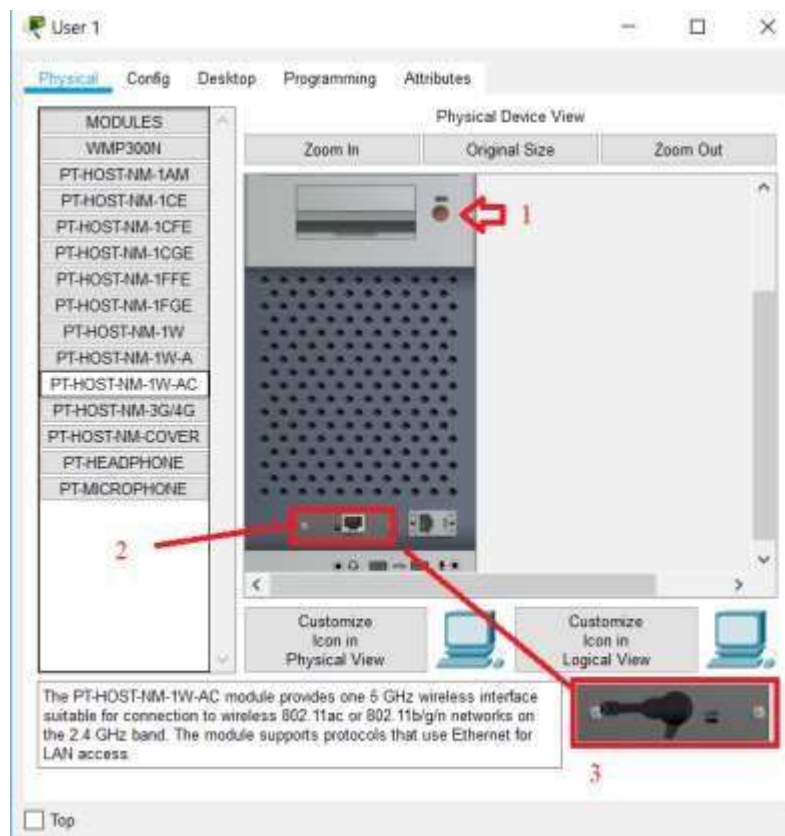 User 1
Physical Config Desktop Programming Attributes
MODULES
WMP300N
PT-HOST-NM-1AM
PT-HOST-NM-1CE
PT-HOST-NM-1CFE
PT-HOST-NM-1CGE
PT-HOST-NM-1FFE
PT-HOST-NM-1FGE
PT-HOST-NM-1W
PT-HOST-NM-1W-A
PT-HOST-NM-1W-AC
PT-HOST-NM-3G/4G
PT-HOST-NM-COVER
PT-HEADPHONE
PT-MICROPHONE
Physical Device View
Zoom In Original Size Zoom Out
1
2
Customize
Icon in
Physical View
Customize
Icon in
Logical View
The PT-HOST-NM-1W-AC module provides one 5 GHz wireless interface
suitable for connection to wireless 802.11ac or 802.11b/g/n networks on
the 2.4 GHz band. The module supports protocols that use Ethernet for
LAN access.
3
Top